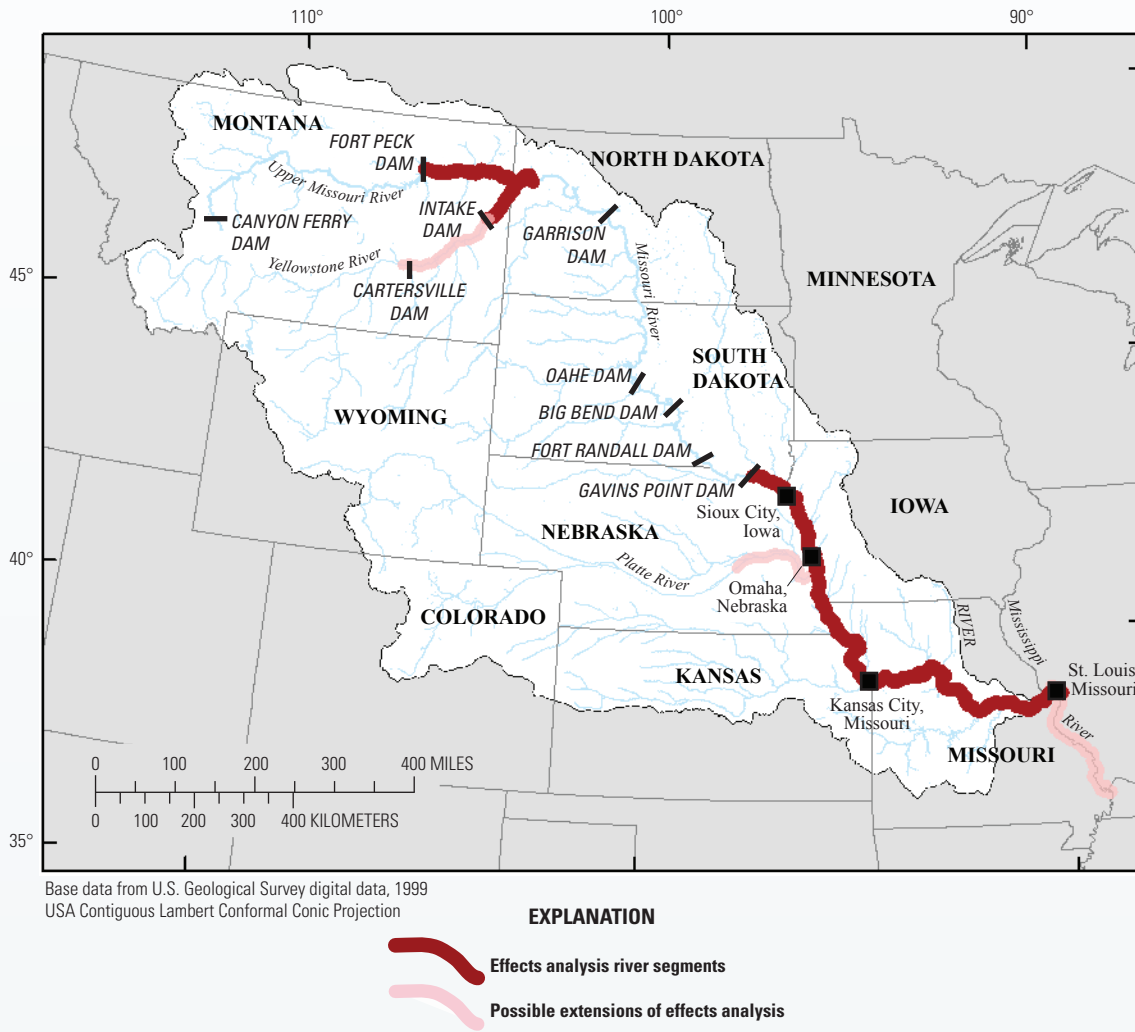 110°
100°
90°
MONTANA
FORT PECK
DAM
Upper Missouri River
NORTH DAKOTA
INTAKE
DAM
CANYON FERRY
DAM
GARRISON
DAM
Yellowstone River
45°
CARTERSVILLE
DAM
Missouri River
MINNESOTA
SOUTH
DAKOTA
OAHE DAM
BIG BEND DAM
WYOMING
FORT RANDALL DAM
GAVINS POINT DAM
Sioux City,
Iowa
IOWA
NEBRASKA
40°
Platte River
Omaha,
Nebraska
COLORADO
RIVER
Mississippi
KANSAS
St. Louis
Missouri
Kansas City,
Missouri
River
MISSOURI
0 100 200 300 400 MILES
0 100 200 300 400 KILOMETERS
35°
Base data from U.S. Geological Survey digital data, 1999
USA Contiguous Lambert Conformal Conic Projection
EXPLANATION
Effects analysis river segments
Possible extensions of effects analysis